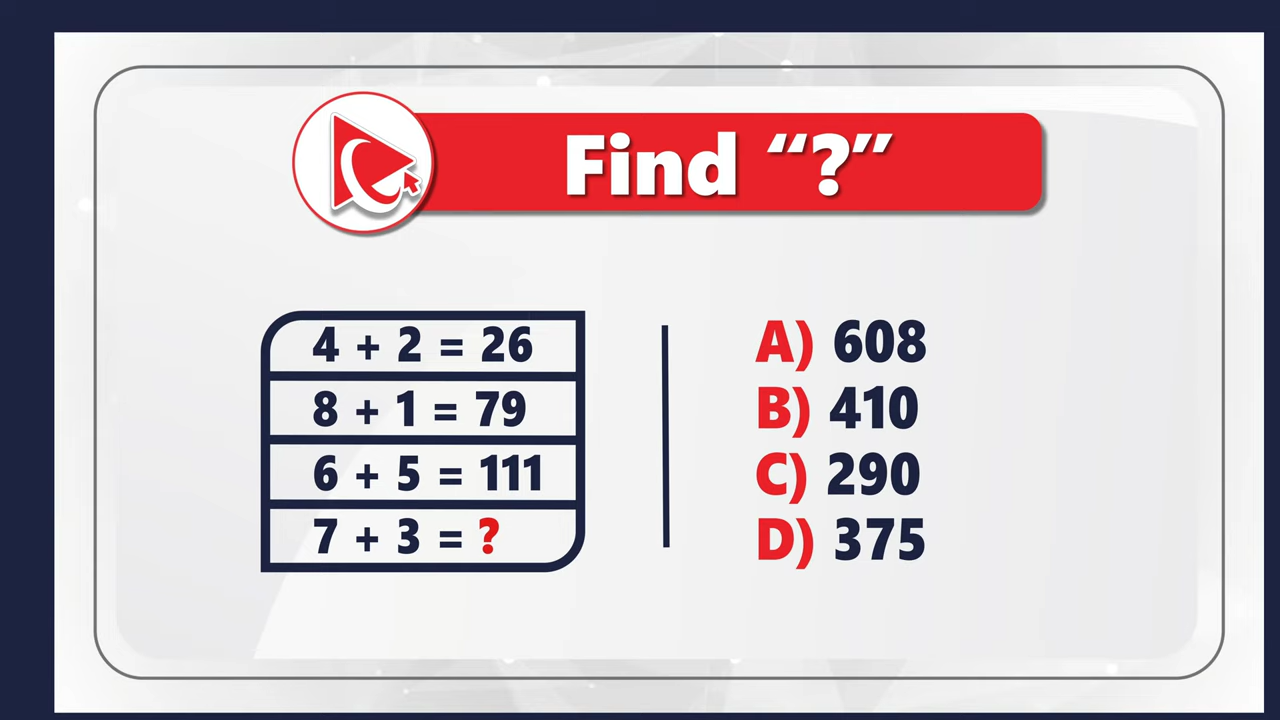 Find “?”
4 + 2 = 26
8 + 1 = 79
6 + 5 = 111
7 + 3 = ?
A) 608
B) 410
C) 290
D) 375